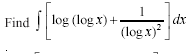 Find ∫ [ log (log x) + 1/(log x)² ] dx